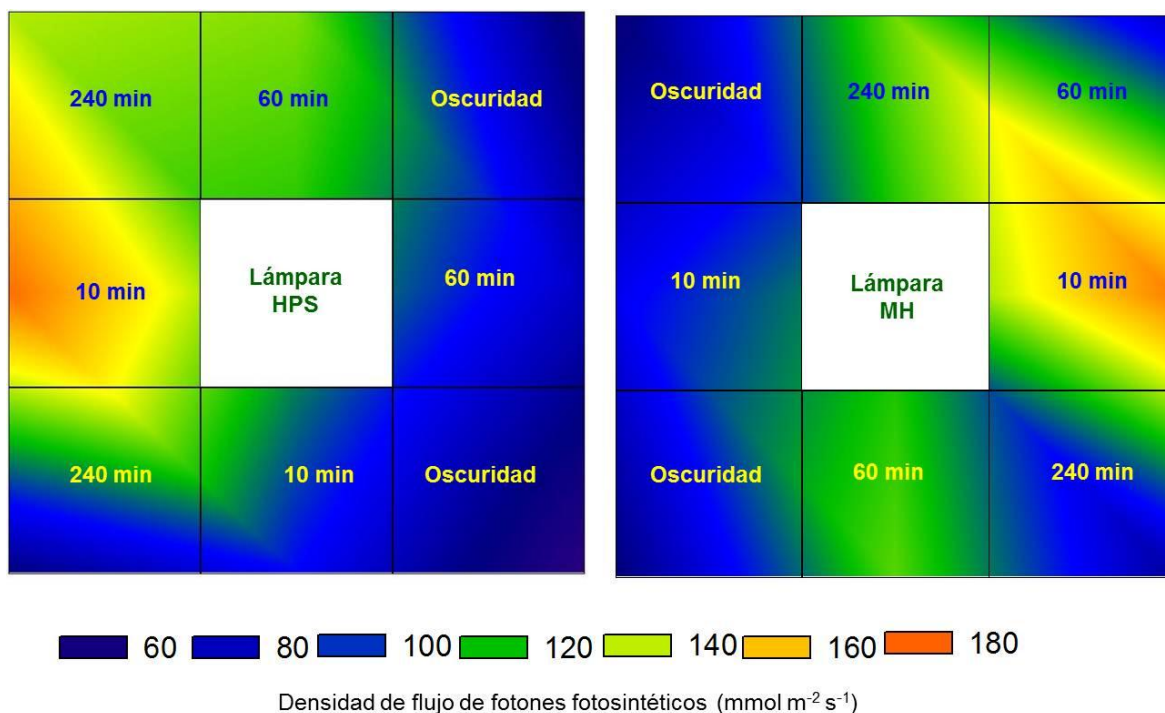 240 min 60 min Oscuridad
10 min Lámpara HPS 60 min
240 min 10 min Oscuridad
Oscuridad 240 min 60 min
10 min Lámpara MH 10 min
Oscuridad 60 min 240 min
60 80 100 120 140 160 180
Densidad de flujo de fotones fotosintéticos (mmol m⁻² s⁻¹)